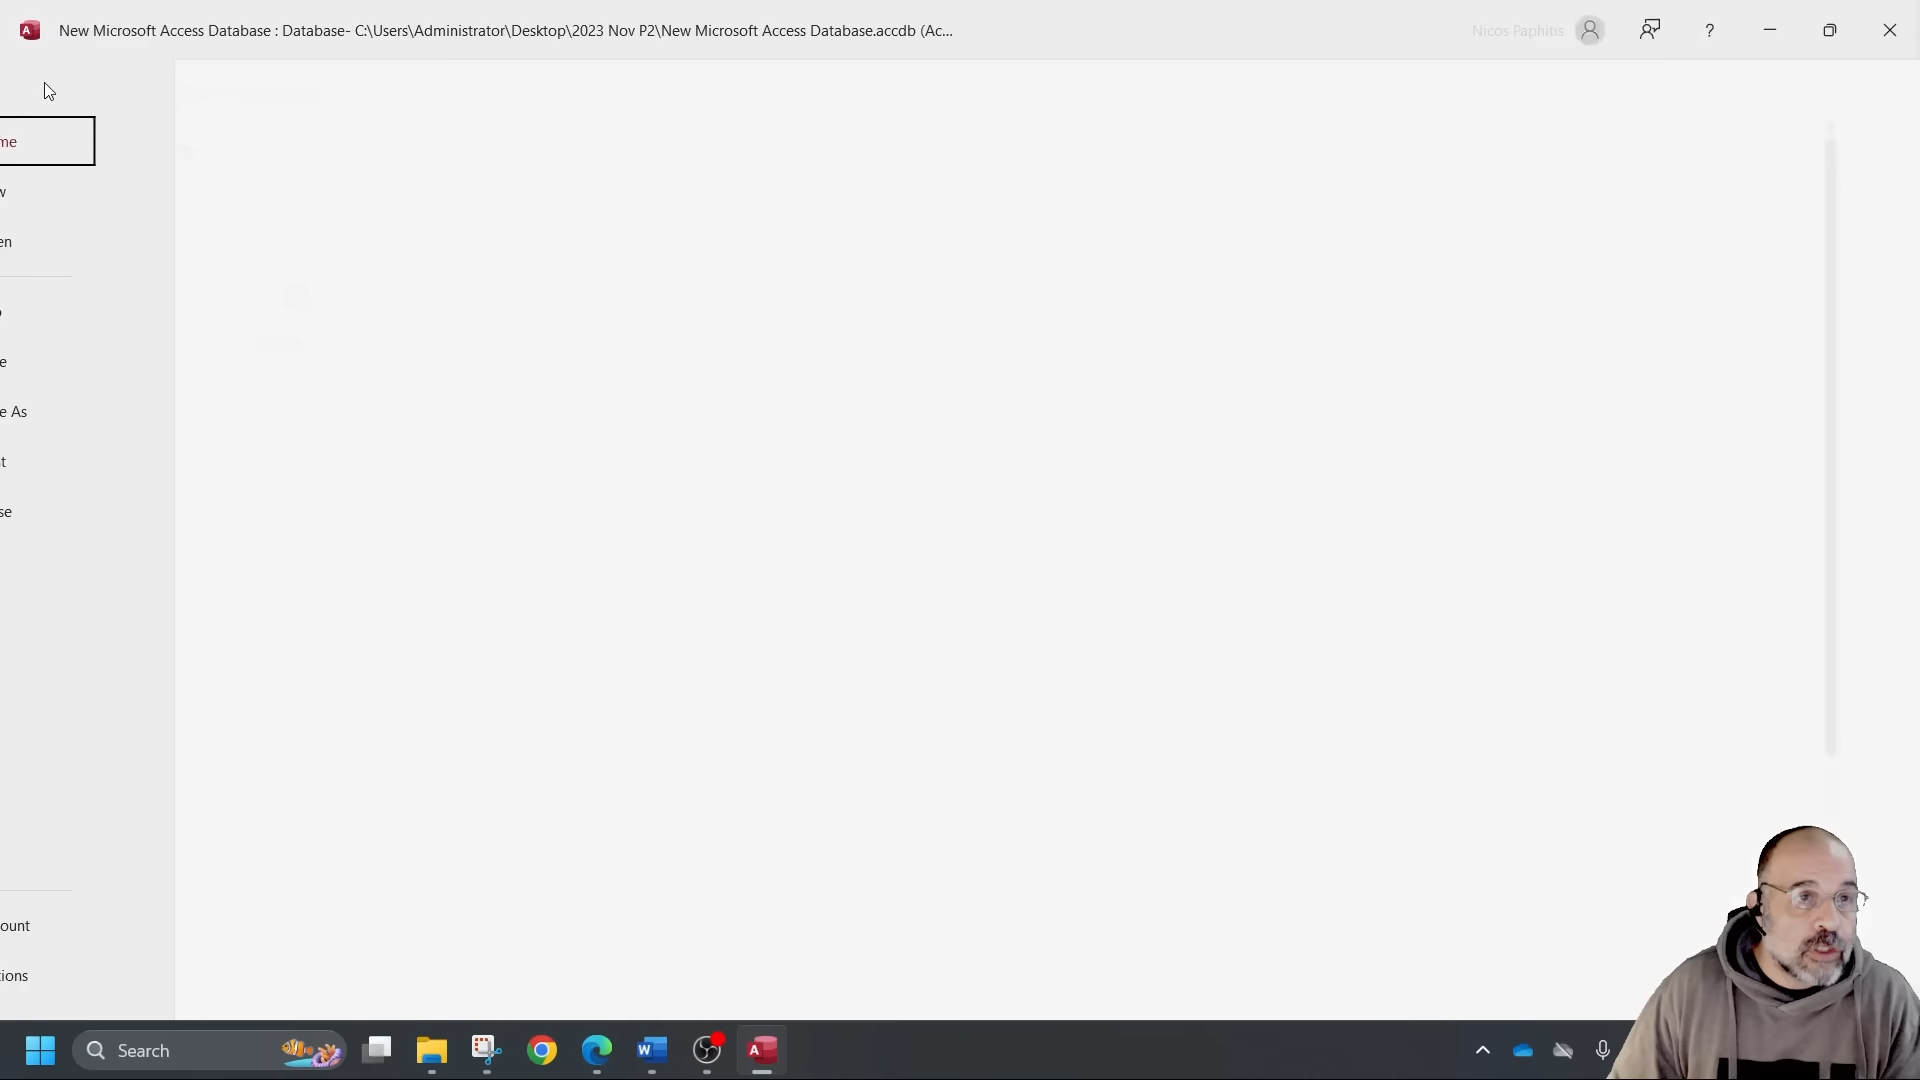 New Microsoft Access Database : Database- C:\Users\Administrator\Desktop\2023 Nov P2\New Microsoft Access Database.accdb (Ac...
Nicos Paphitis
?
me
w
en
o
e
e As
nt
se
ount
ions
Search